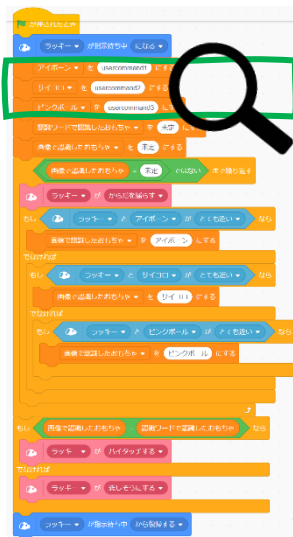 が押されたとき
ラッキー が指示待ち中 になる
アイボーン を usercommand1 にする
サイコロ を usercommand2 にする
ピンクボール を usercommand3 にする
認識ワードで認識したおもちゃ を 未定 にする
画像で認識したおもちゃ を 未定 にする
画像で認識したおもちゃ = 未定 ではない まで繰り返す
ラッキー が からだを揺らす
もし ラッキー と アイボーン が とても近い なら
画像で認識したおもちゃ を アイボーン にする
でなければ
もし ラッキー と サイコロ が とても近い なら
画像で認識したおもちゃ を サイコロ にする
でなければ
もし ラッキー と ピンクボール が とても近い なら
画像で認識したおもちゃ を ピンクボール にする
もし 画像で認識したおもちゃ = 認識ワードで認識したおもちゃ なら
ラッキー が ハイタッチする
でなければ
ラッキー が 悲しそうにする
ラッキー が指示待ち中 から解除する